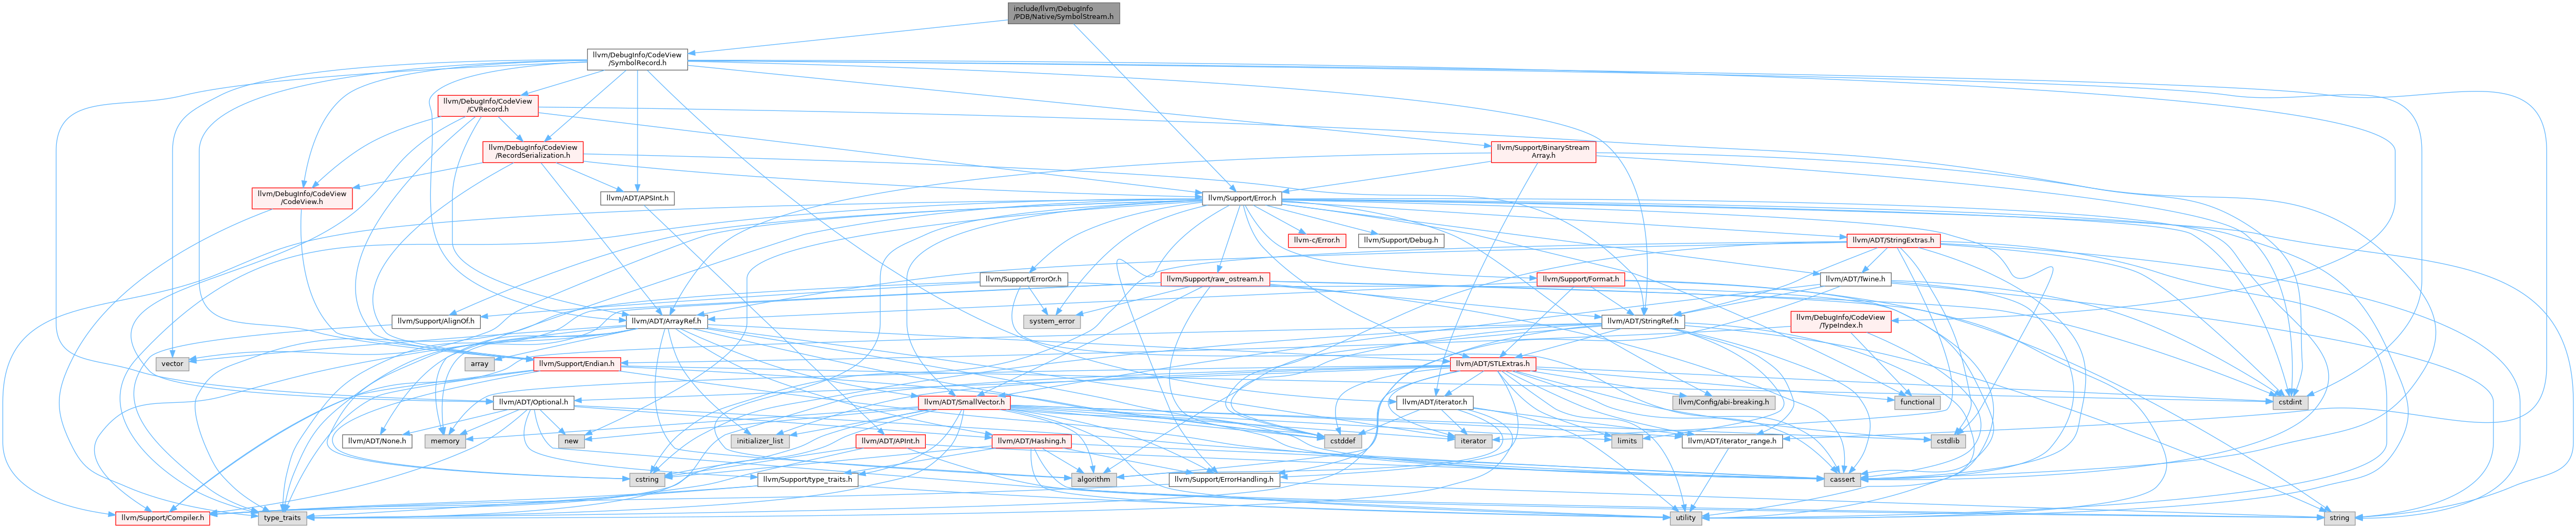 include/llvm/DebugInfo
/PDB/Native/SymbolStream.h
llvm/DebugInfo/CodeView
/SymbolRecord.h
llvm/DebugInfo/CodeView
/CVRecord.h
llvm/DebugInfo/CodeView
/RecordSerialization.h
llvm/Support/BinaryStream
Array.h
llvm/DebugInfo/CodeView
/CodeView.h
llvm/ADT/APSInt.h
llvm/Support/Error.h
llvm-c/Error.h
llvm/Support/Debug.h
llvm/ADT/StringExtras.h
llvm/Support/ErrorOr.h
llvm/Support/raw_ostream.h
llvm/Support/Format.h
llvm/ADT/Twine.h
llvm/Support/AlignOf.h
llvm/ADT/ArrayRef.h
system_error
llvm/ADT/StringRef.h
llvm/DebugInfo/CodeView
/TypeIndex.h
vector
array
llvm/Support/Endian.h
llvm/ADT/STLExtras.h
llvm/ADT/Optional.h
llvm/ADT/SmallVector.h
llvm/ADT/iterator.h
llvm/Config/abi-breaking.h
functional
cstdint
llvm/ADT/None.h
memory
new
initializer_list
llvm/ADT/APInt.h
llvm/ADT/Hashing.h
cstddef
iterator
limits
llvm/ADT/iterator_range.h
cstdlib
cstring
llvm/Support/type_traits.h
algorithm
llvm/Support/ErrorHandling.h
cassert
llvm/Support/Compiler.h
type_traits
utility
string